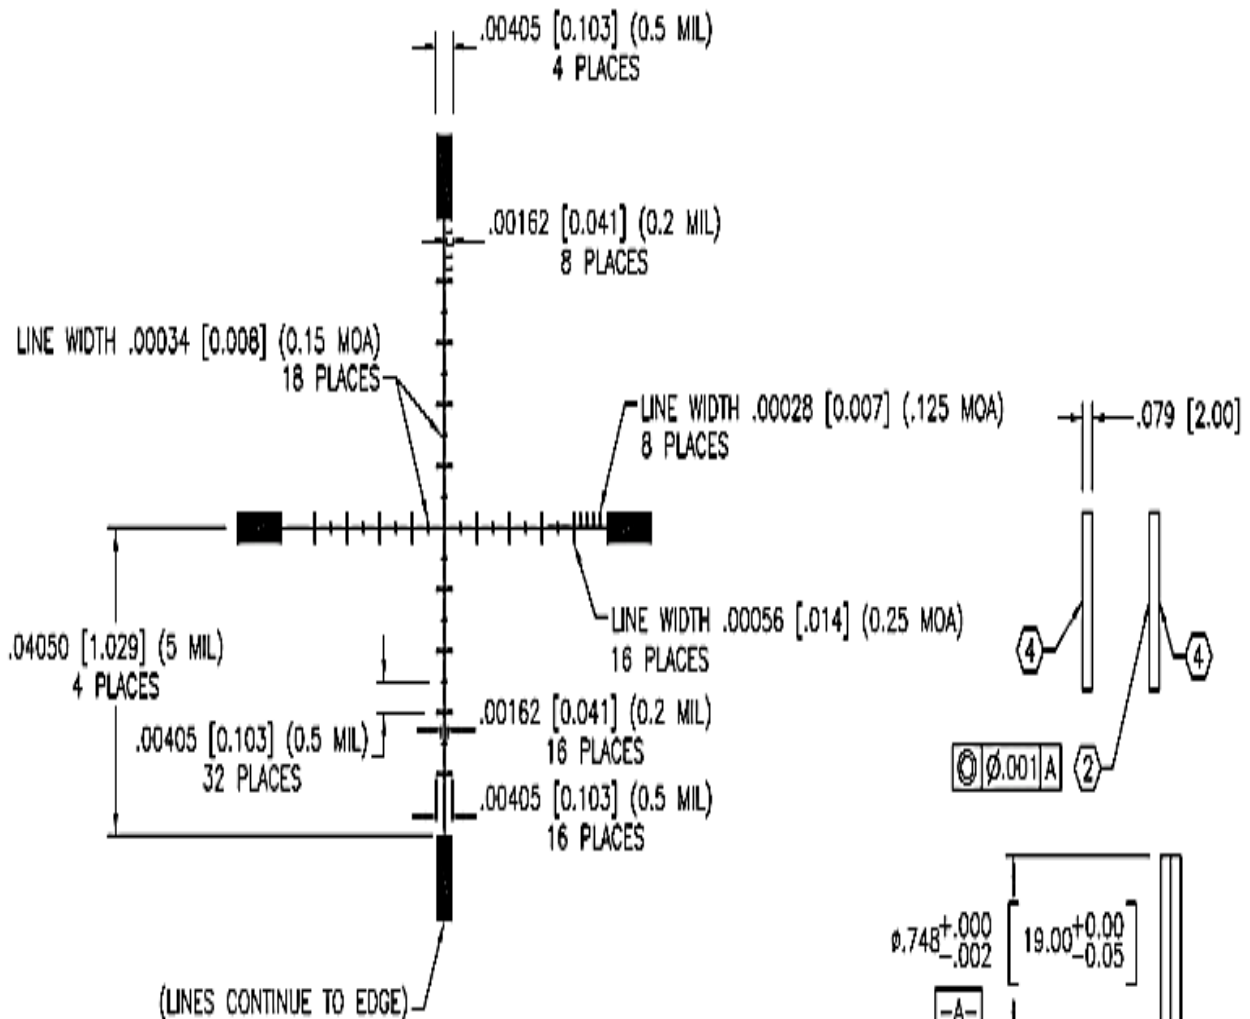 .00405 [0.103] (0.5 MIL)
4 PLACES
.00162 [0.041] (0.2 MIL)
8 PLACES
LINE WIDTH .00034 [0.008] (0.15 MOA)
18 PLACES
LINE WIDTH .00028 [0.007] (.125 MOA)
8 PLACES
.079 [2.00]
LINE WIDTH .00056 [.014] (0.25 MOA)
16 PLACES
.04050 [1.029] (5 MIL)
4 PLACES
4
4
.00405 [0.103] (0.5 MIL)
32 PLACES
.00162 [0.041] (0.2 MIL)
16 PLACES
Ø.001 A
2
.00405 [0.103] (0.5 MIL)
16 PLACES
ø.748 +.000 -.002 [19.00 +0.00 -0.05]
-A-
(LINES CONTINUE TO EDGE)